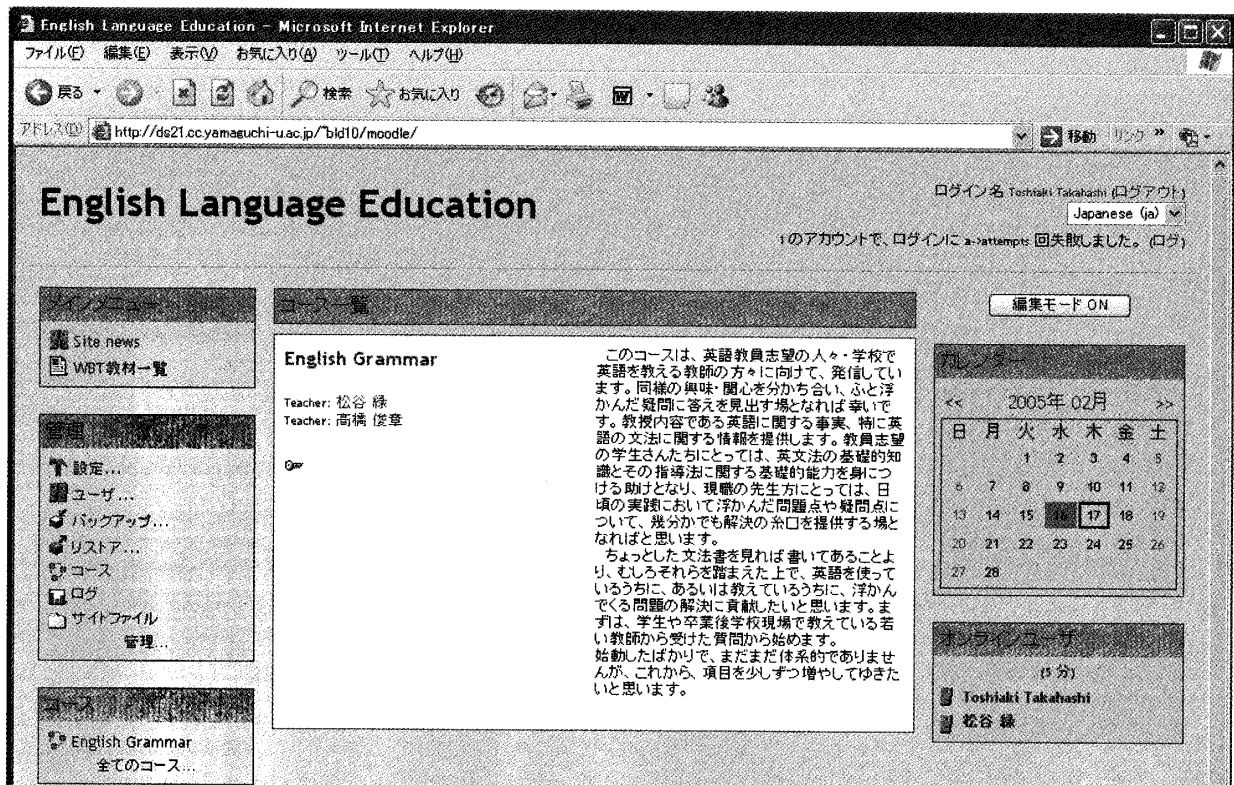 English Language Education - Microsoft Internet Explorer
ファイル(F) 編集(E) 表示(V) お気に入り(A) ツール(T) ヘルプ(H)
戻る 検索 お気に入り
アドレス(D) http://ds21.cc.yamaguchi-u.ac.jp/~bld10/moodle/ 移動 リンク »
English Language Education
ログイン名 Toshiaki Takahashi (ログアウト)
Japanese (ja)
1のアカウントで、ログインに a->attempts 回失敗しました。 (ログ)
メインメニュー
Site news
WBT教材一覧
管理
設定...
ユーザ...
バックアップ...
リストア...
コース
ログ
サイトファイル
管理...
コース
English Grammar
全てのコース...
コース一覧
English Grammar
Teacher: 松谷 緑
Teacher: 高橋 俊章
このコースは、英語教員志望の人々・学校で
英語を教える教師の方々に向けて、発信してい
ます。同様の興味・関心を分かち合い、ふと浮
かんだ疑問に答えを見出す場となれば幸いで
す。教授内容である英語に関する事実、特に英
語の文法に関する情報を提供します。教員志望
の学生さんたちにとっては、英文法の基礎的知
識とその指導法に関する基礎的能力を身につ
ける助けとなり、現職の先生方にとっては、日
頃の実践において浮かんだ問題点や疑問点に
ついて、幾分かでも解決の糸口を提供する場と
なればと思います。
ちょっとした文法書を見れば書いてあることよ
り、むしろそれらを踏まえた上で、英語を使って
いるうちに、あるいは教えているうちに、浮かん
でくる問題の解決に貢献したいと思います。ま
ずは、学生や卒業後学校現場で教えている若
い教師から受けた質問から始めます。
始動したばかりで、まだまだ体系的でありませ
んが、これから、項目を少しずつ増やしてゆきた
いと思います。
編集モード ON
カレンダー
<< 2005年 02月 >>
日 月 火 水 木 金 土
1 2 3 4 5
6 7 8 9 10 11 12
13 14 15 16 17 18 19
20 21 22 23 24 25 26
27 28
オンラインユーザ
(5 分)
Toshiaki Takahashi
松谷 緑